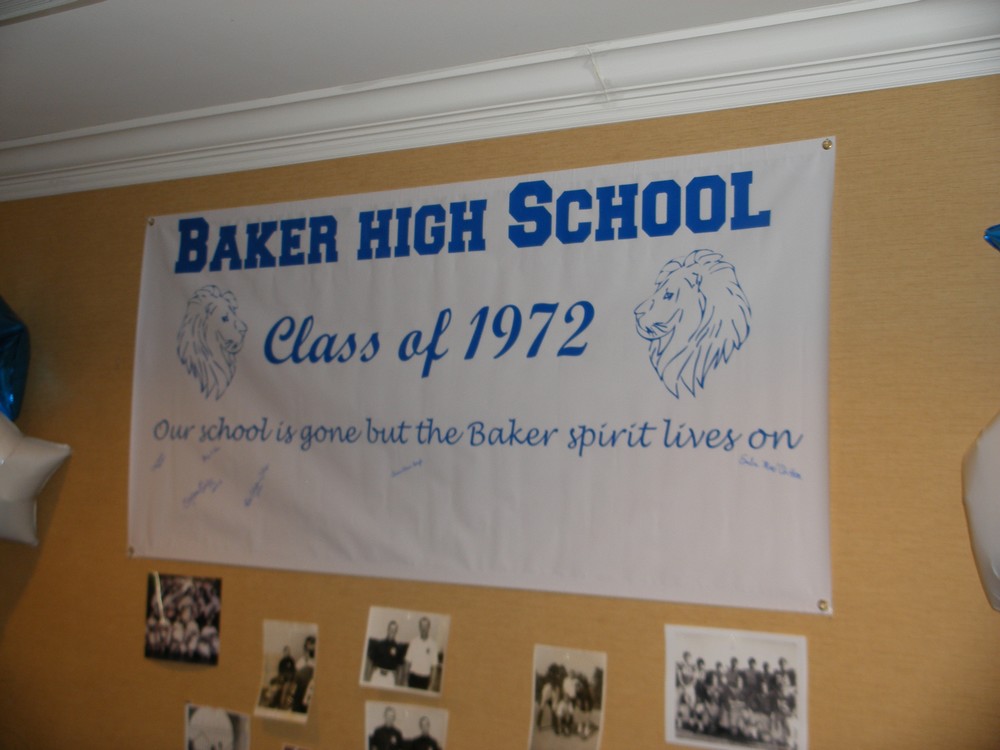 BAKER HIGH SCHOOL
Class of 1972
Our school is gone but the Baker spirit lives on